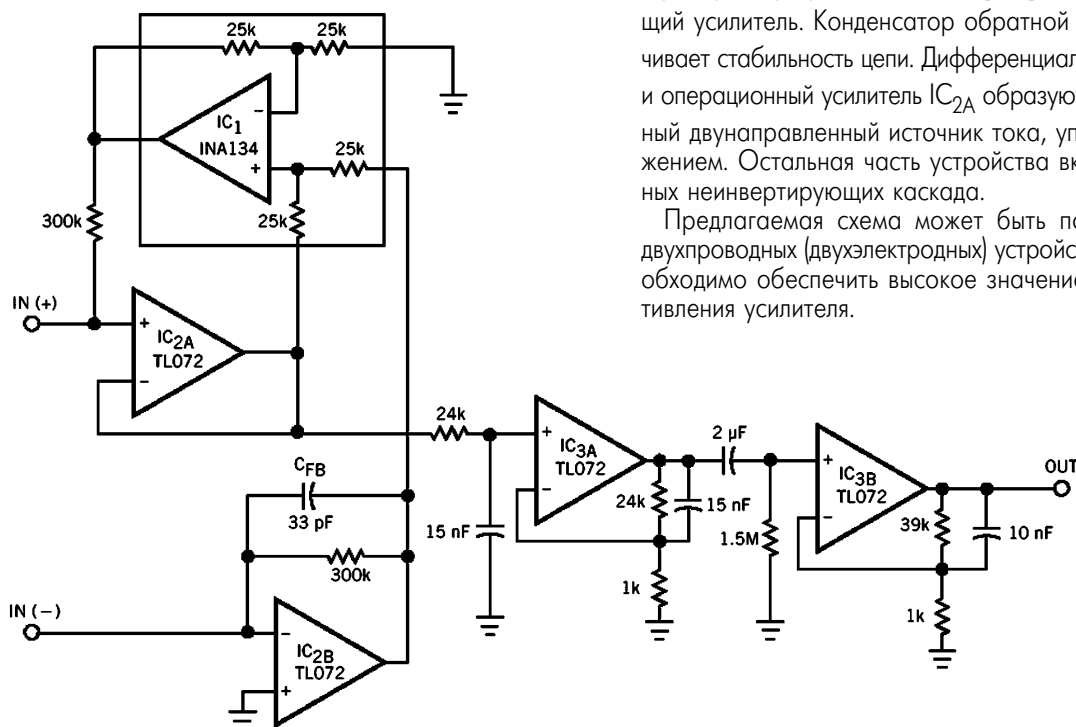 щий усилитель. Конденсатор обратной
чивает стабильность цепи. Дифференциал
и операционный усилитель IC2A образую
ный двунаправленный источник тока, уп
жением. Остальная часть устройства вк
ных неинвертирующих каскада.
Предлагаемая схема может быть по
двухпроводных (двухэлектродных) устройс
обходимо обеспечить высокое значение
тивления усилителя.
25k
25k
IC1
INA134
−
+
25k
25k
300k
IN (+)
+
−
IC2A
TL072
CFB
33 pF
300k
IN (−)
−
+
IC2B
TL072
24k
15 nF
+
−
IC3A
TL072
24k
15 nF
1k
2 µF
1.5M
+
−
IC3B
TL072
39k
10 nF
1k
OUT